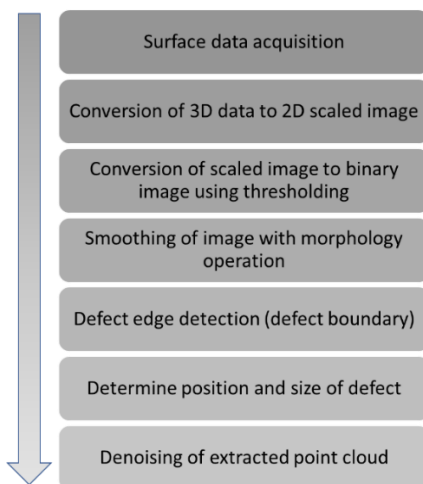 Surface data acquisition
Conversion of 3D data to 2D scaled image
Conversion of scaled image to binary
image using thresholding
Smoothing of image with morphology
operation
Defect edge detection (defect boundary)
Determine position and size of defect
Denoising of extracted point cloud